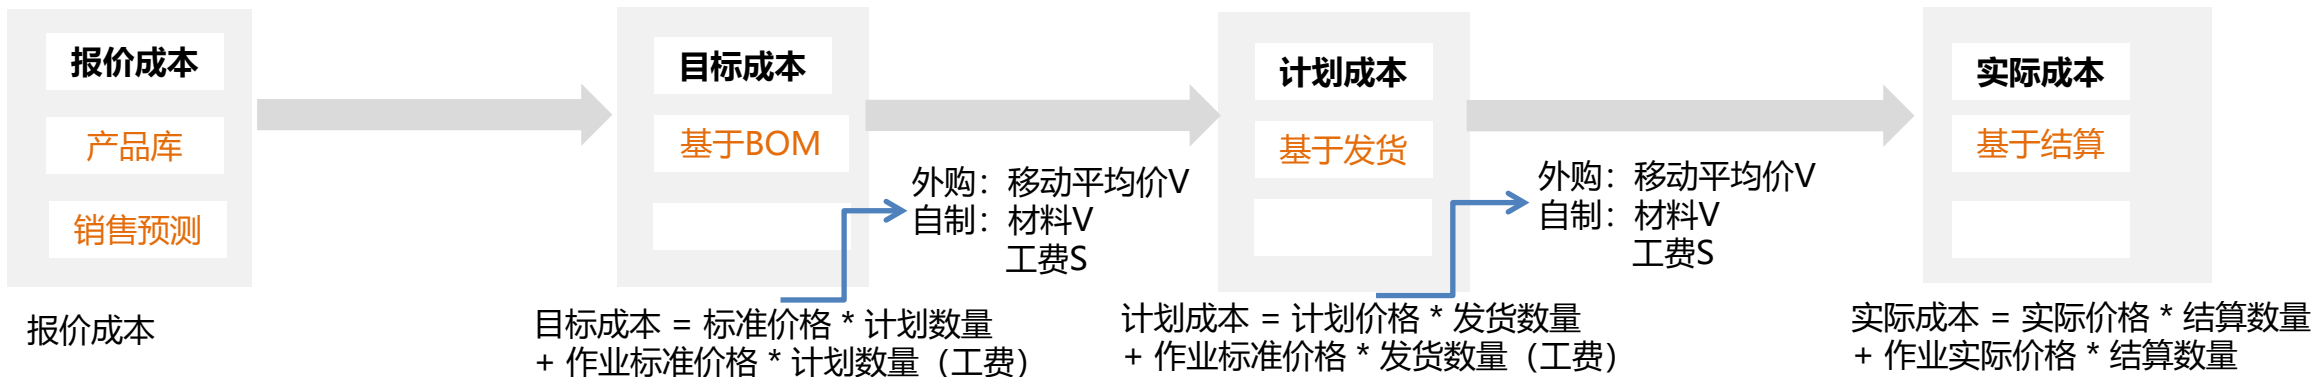 报价成本
产品库
销售预测
报价成本
目标成本
基于BOM
外购：移动平均价V
自制：材料V
工费S
目标成本 = 标准价格 * 计划数量
+ 作业标准价格 * 计划数量（工费）
计划成本
基于发货
外购：移动平均价V
自制：材料V
工费S
计划成本 = 计划价格 * 发货数量
+ 作业标准价格 * 发货数量（工费）
实际成本
基于结算
实际成本 = 实际价格 * 结算数量
+ 作业实际价格 * 结算数量